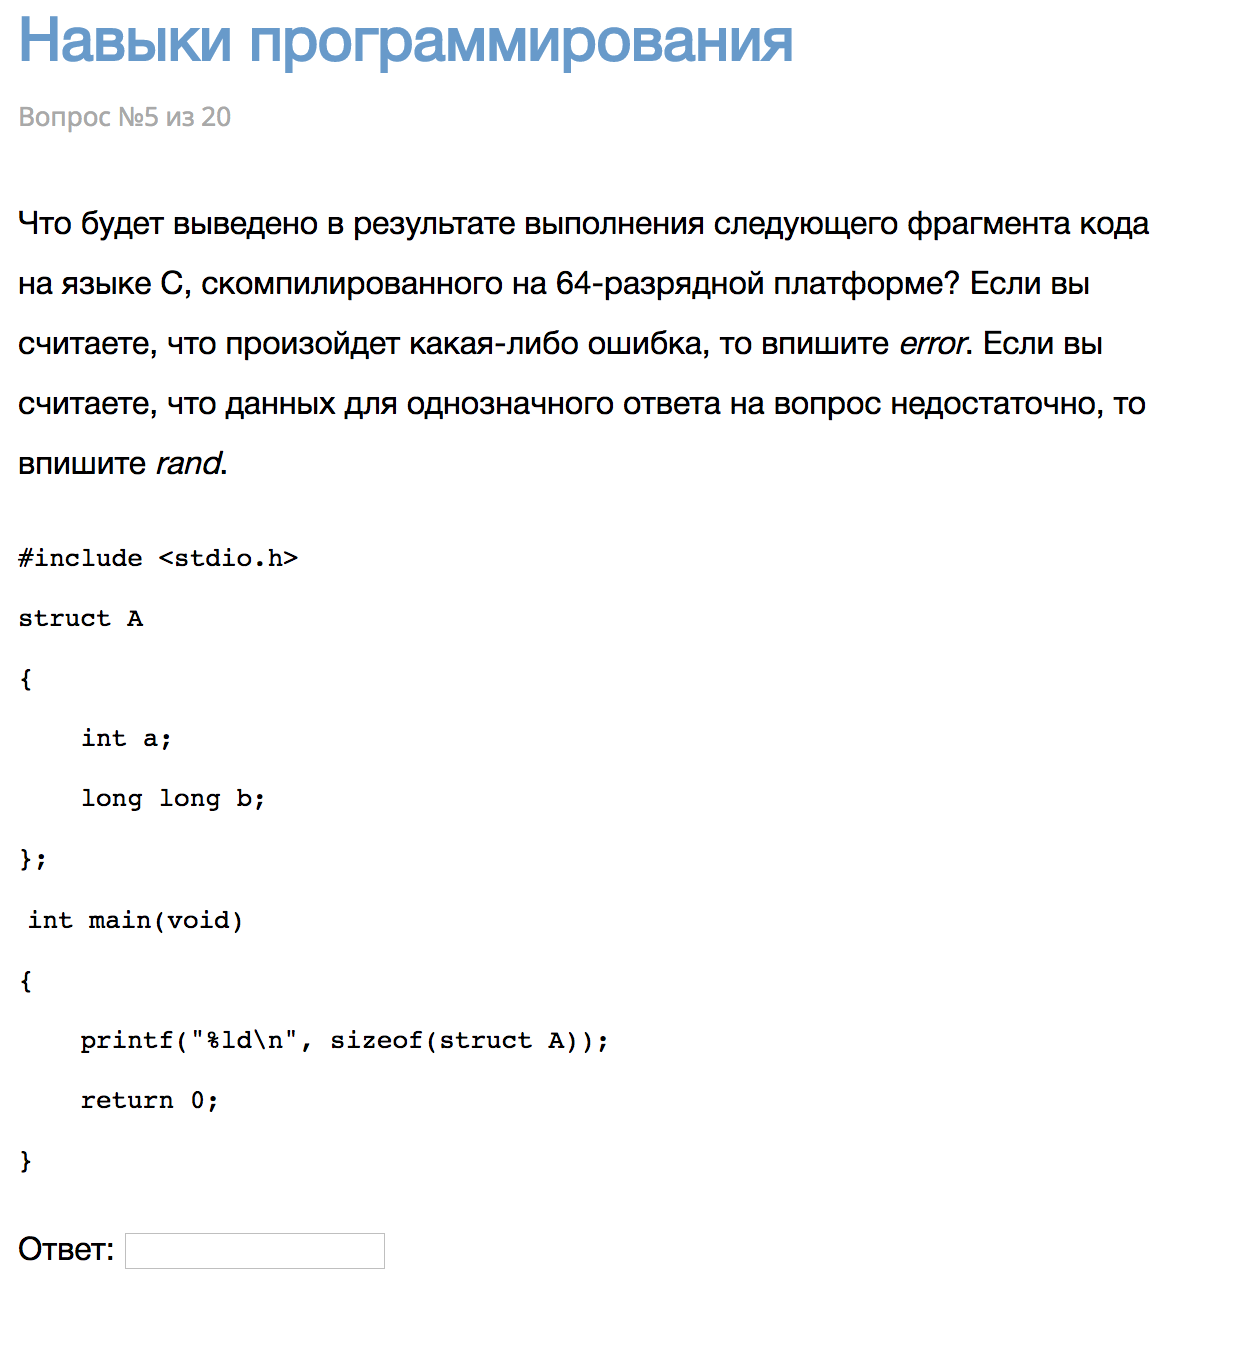 Навыки программирования
Вопрос №5 из 20
Что будет выведено в результате выполнения следующего фрагмента кода
на языке C, скомпилированного на 64-разрядной платформе? Если вы
считаете, что произойдет какая-либо ошибка, то впишите error. Если вы
считаете, что данных для однозначного ответа на вопрос недостаточно, то
впишите rand.
#include <stdio.h>
struct A
{
    int a;
    long long b;
};
int main(void)
{
    printf("%ld\n", sizeof(struct A));
    return 0;
}
Ответ: